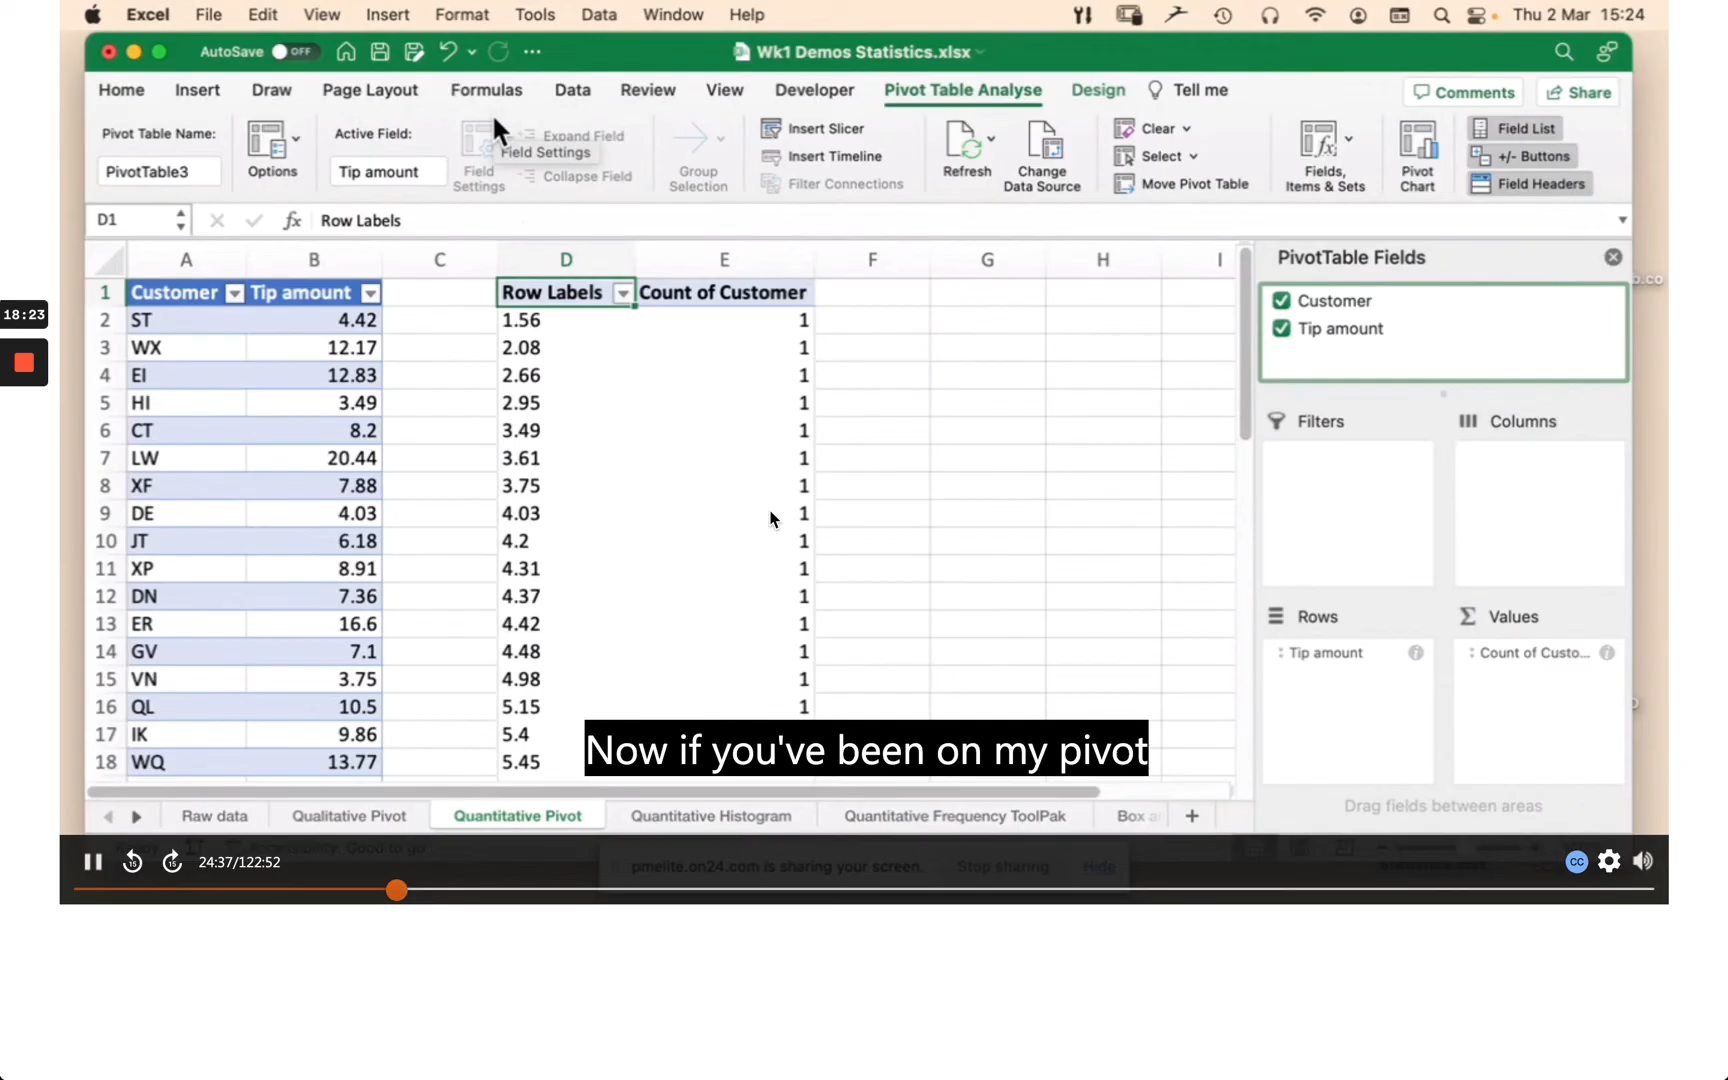 Excel File Edit View Insert Format Tools Data Window Help Thu 2 Mar 15:24
AutoSave OFF Wk1 Demos Statistics.xlsx
Home Insert Draw Page Layout Formulas Data Review View Developer Pivot Table Analyse Design Tell me Comments Share
Pivot Table Name:
PivotTable3
Options
Active Field:
Tip amount
Field Settings
Expand Field
Field Settings
Collapse Field
Group Selection
Insert Slicer
Insert Timeline
Filter Connections
Refresh
Change Data Source
Clear
Select
Move Pivot Table
Fields, Items & Sets
Pivot Chart
Field List
+/- Buttons
Field Headers
D1 fx Row Labels
A B C D E F G H I
1 Customer Tip amount Row Labels Count of Customer
2 ST 4.42 1.56 1
3 WX 12.17 2.08 1
4 EI 12.83 2.66 1
5 HI 3.49 2.95 1
6 CT 8.2 3.49 1
7 LW 20.44 3.61 1
8 XF 7.88 3.75 1
9 DE 4.03 4.03 1
10 JT 6.18 4.2 1
11 XP 8.91 4.31 1
12 DN 7.36 4.37 1
13 ER 16.6 4.42 1
14 GV 7.1 4.48 1
15 VN 3.75 4.98 1
16 QL 10.5 5.15 1
17 IK 9.86 5.4
18 WQ 13.77 5.45
Now if you've been on my pivot
PivotTable Fields
Customer
Tip amount
Filters Columns
Rows Values
Tip amount Count of Custo...
Drag fields between areas
b.co
18:23
Raw data Qualitative Pivot Quantitative Pivot Quantitative Histogram Quantitative Frequency ToolPak Box a +
Accessibility: Good to go
15 15 24:37/122:52
pmelite.on24.com is sharing your screen. Stop sharing Hide
CC